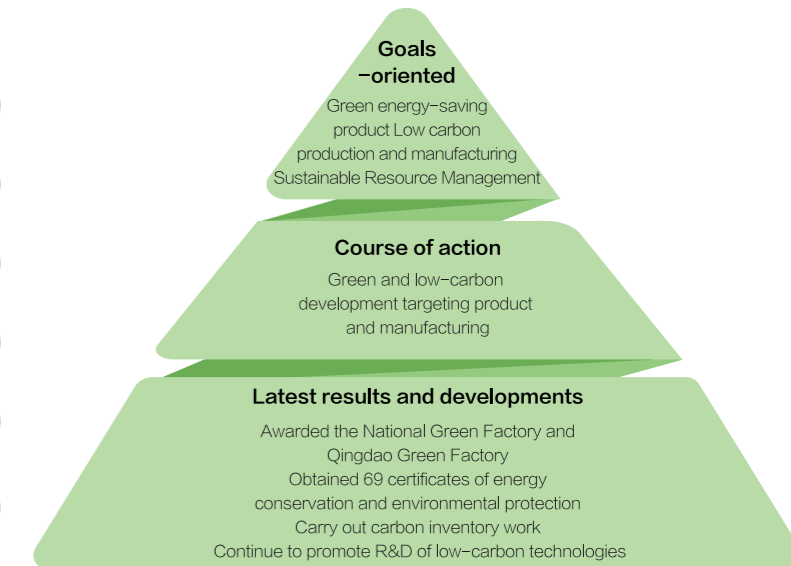 Goals
-oriented
Green energy-saving
product Low carbon
production and manufacturing
Sustainable Resource Management
Course of action
Green and low-carbon
development targeting product
and manufacturing
Latest results and developments
Awarded the National Green Factory and
Qingdao Green Factory
Obtained 69 certificates of energy
conservation and environmental protection
Carry out carbon inventory work
Continue to promote R&D of low-carbon technologies